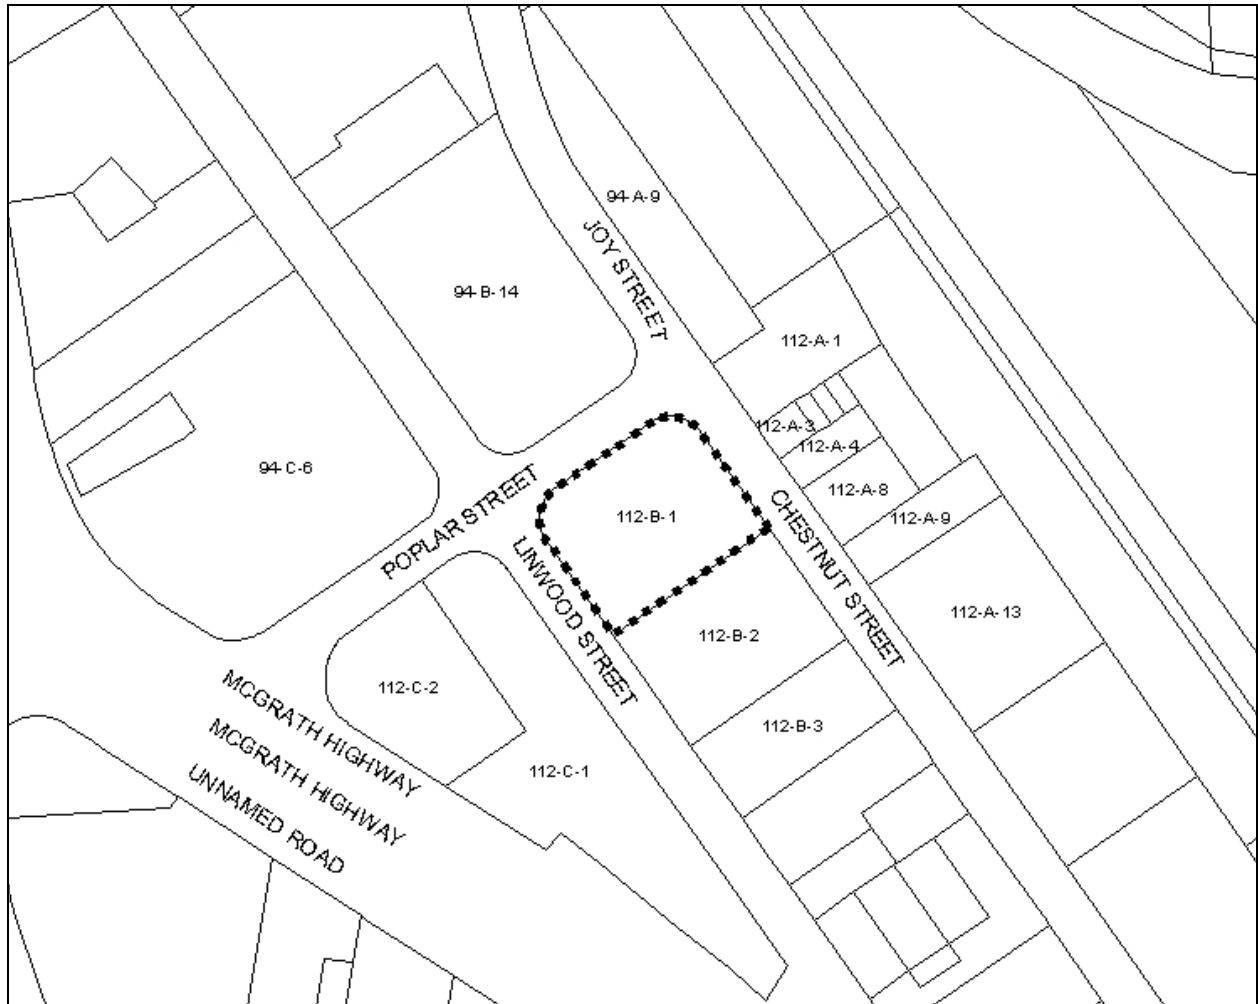 94-A-9
JOY STREET
94-B-14
112-A-1
112-A-3
112-A-4
94-C-6
112-A-8
POPLAR STREET
112-B-1
112-A-9
LINWOOD STREET
CHESTNUT STREET
112-A-13
112-B-2
112-C-2
112-B-3
MCGRATH HIGHWAY
112-C-1
MCGRATH HIGHWAY
UNNAMED ROAD